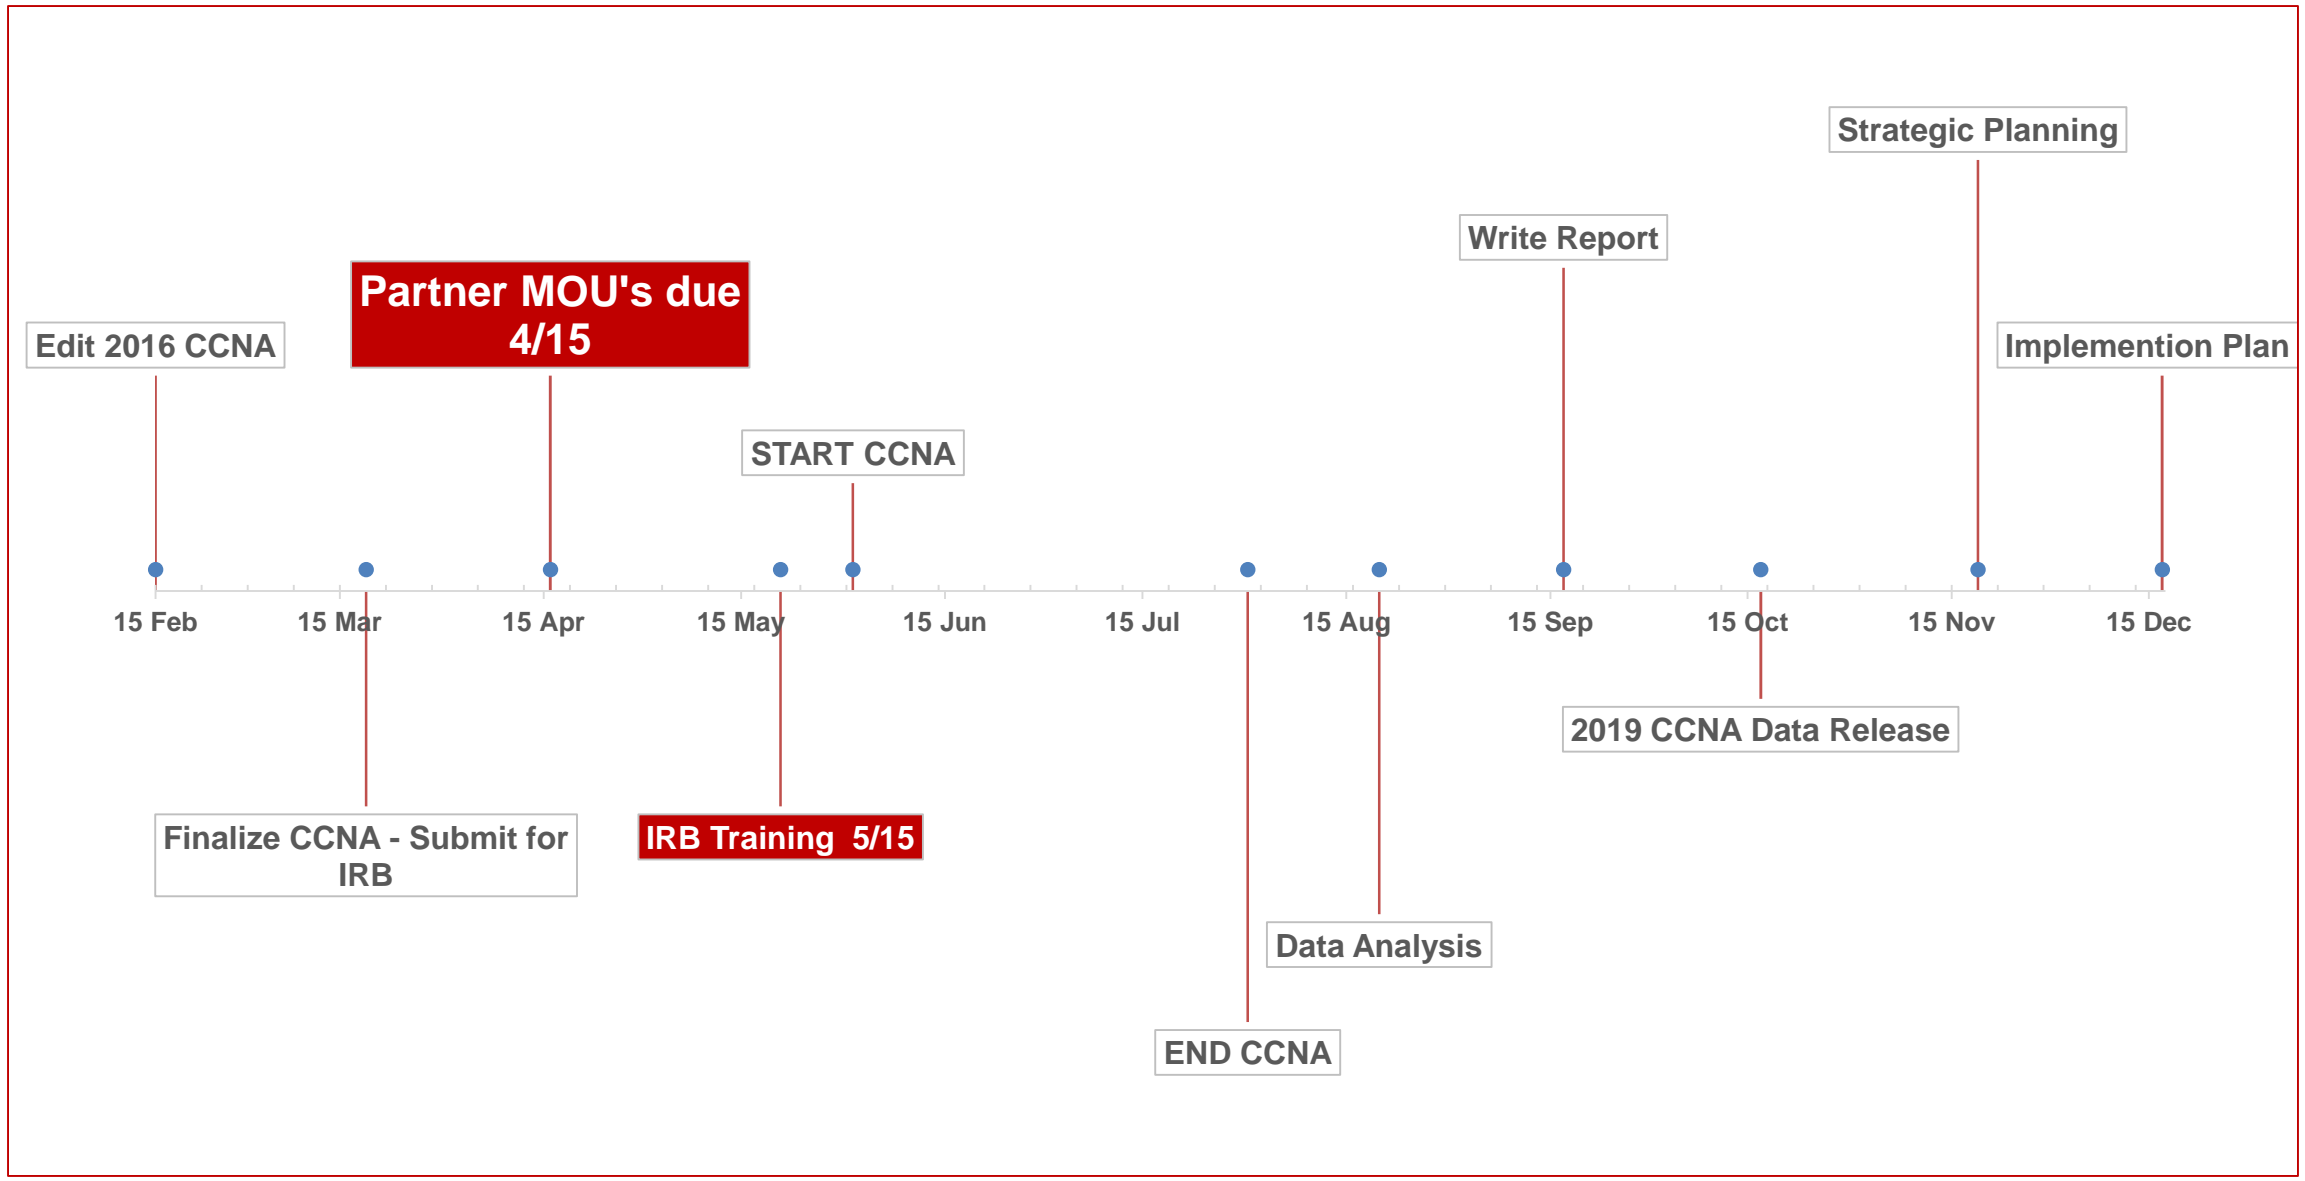 Strategic Planning
Write Report
Partner MOU's due
4/15
Edit 2016 CCNA
Implemention Plan
START CCNA
15 Feb
15 Mar
15 Apr
15 May
15 Jun
15 Jul
15 Aug
15 Sep
15 Oct
15 Nov
15 Dec
2019 CCNA Data Release
Finalize CCNA - Submit for
IRB
IRB Training  5/15
Data Analysis
END CCNA